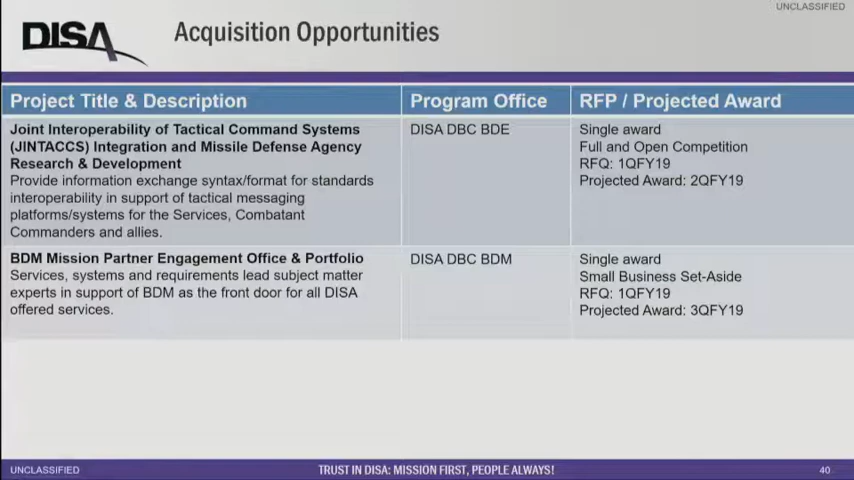 UNCLASSIFIED
DISA
Acquisition Opportunities
Project Title & Description
Program Office
RFP / Projected Award
Joint Interoperability of Tactical Command Systems
(JINTACCS) Integration and Missile Defense Agency
Research & Development
Provide information exchange syntax/format for standards
interoperability in support of tactical messaging
platforms/systems for the Services, Combatant
Commanders and allies.
DISA DBC BDE
Single award
Full and Open Competition
RFQ: 1QFY19
Projected Award: 2QFY19
BDM Mission Partner Engagement Office & Portfolio
Services, systems and requirements lead subject matter
experts in support of BDM as the front door for all DISA
offered services.
DISA DBC BDM
Single award
Small Business Set-Aside
RFQ: 1QFY19
Projected Award: 3QFY19
UNCLASSIFIED
TRUST IN DISA: MISSION FIRST, PEOPLE ALWAYS!
40